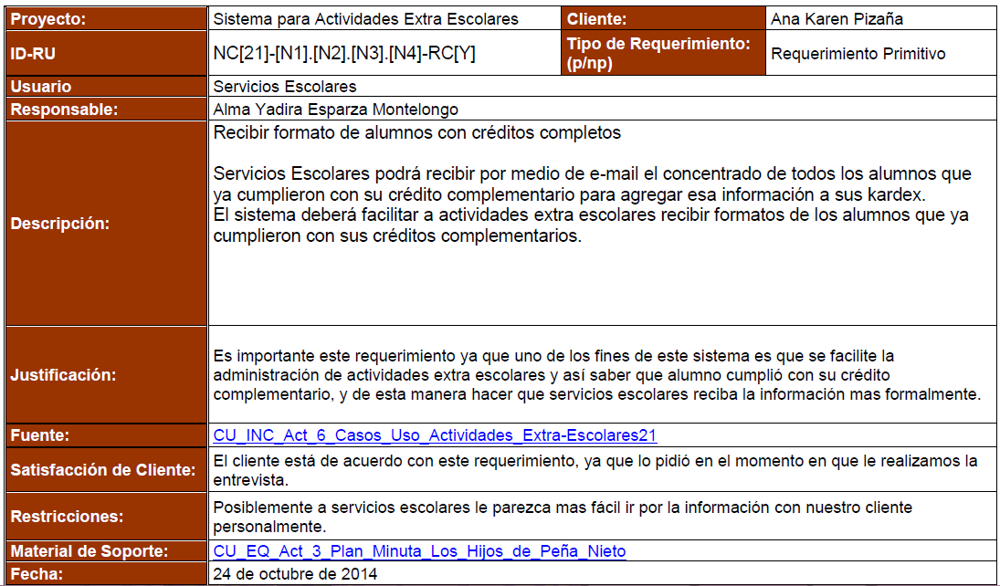 Proyecto: Sistema para Actividades Extra Escolares Cliente: Ana Karen Pizaña
ID-RU NC[21]-[N1].[N2].[N3].[N4]-RC[Y] Tipo de Requerimiento: (p/np) Requerimiento Primitivo
Usuario Servicios Escolares
Responsable: Alma Yadira Esparza Montelongo
Descripción:
Recibir formato de alumnos con créditos completos
Servicios Escolares podrá recibir por medio de e-mail el concentrado de todos los alumnos que
ya cumplieron con su crédito complementario para agregar esa información a sus kardex.
El sistema deberá facilitar a actividades extra escolares recibir formatos de los alumnos que ya
cumplieron con sus créditos complementarios.
Justificación:
Es importante este requerimiento ya que uno de los fines de este sistema es que se facilite la
administración de actividades extra escolares y así saber que alumno cumplió con su crédito
complementario, y de esta manera hacer que servicios escolares reciba la información mas formalmente.
Fuente: CU_INC_Act_6_Casos_Uso_Actividades_Extra-Escolares21
Satisfacción de Cliente:
El cliente está de acuerdo con este requerimiento, ya que lo pidió en el momento en que le realizamos la
entrevista.
Restricciones:
Posiblemente a servicios escolares le parezca mas fácil ir por la información con nuestro cliente
personalmente.
Material de Soporte: CU_EQ_Act_3_Plan_Minuta_Los_Hijos_de_Peña_Nieto
Fecha: 24 de octubre de 2014